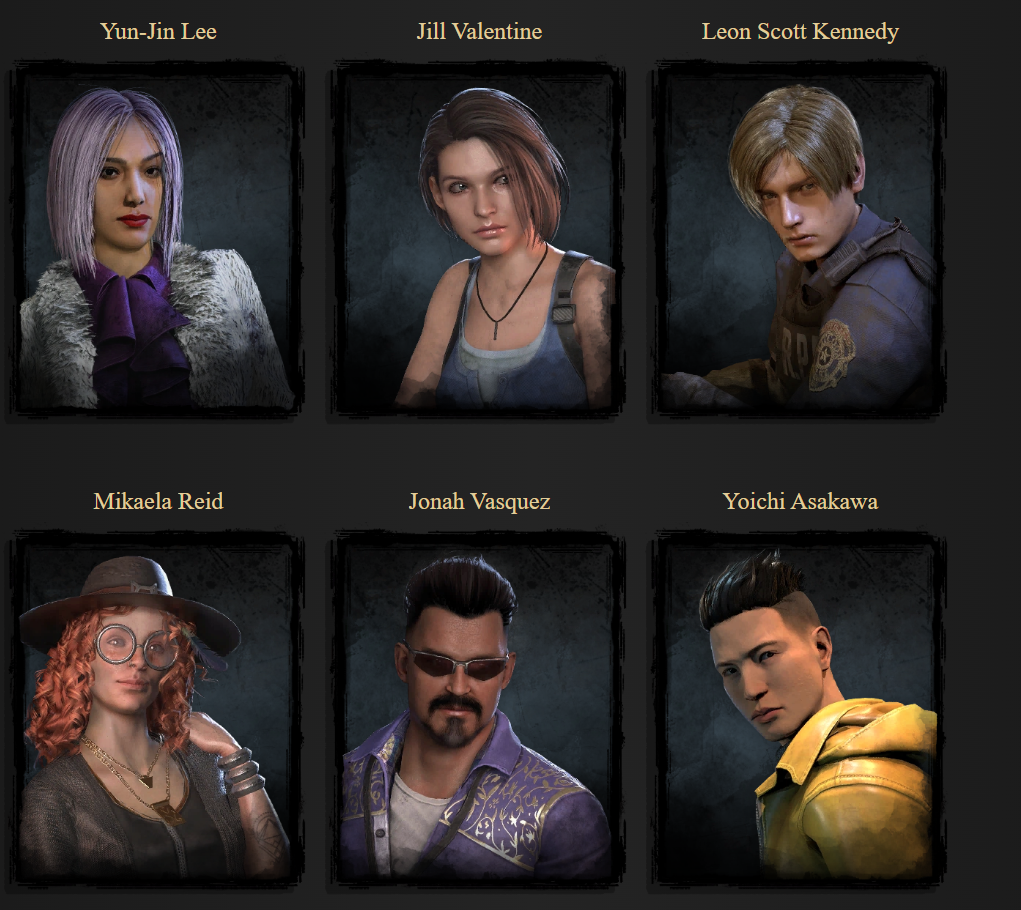 Yun-Jin Lee
Jill Valentine
Leon Scott Kennedy
R.P.D.
Mikaela Reid
Jonah Vasquez
Yoichi Asakawa